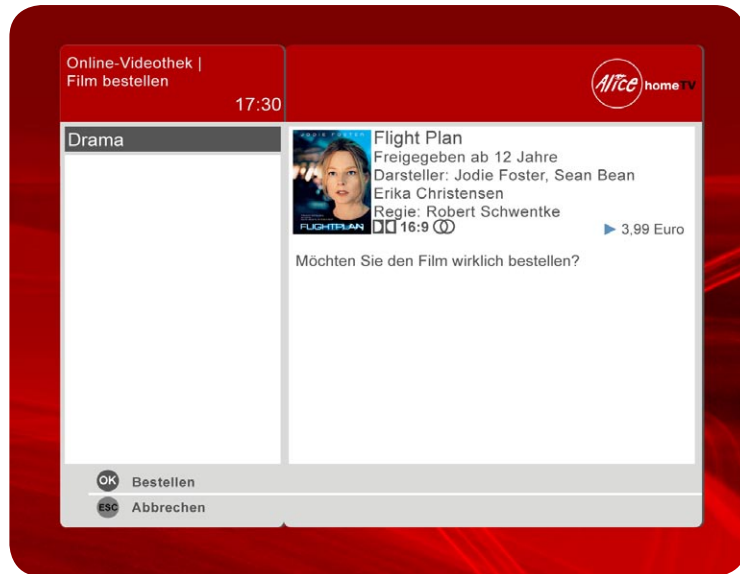 Online-Videothek |
Film bestellen
17:30
Alice homeTV
Drama
JODIE FOSTER
FLIGHTPLAN
Flight Plan
Freigegeben ab 12 Jahre
Darsteller: Jodie Foster, Sean Bean
Erika Christensen
Regie: Robert Schwentke
16:9
3,99 Euro
Möchten Sie den Film wirklich bestellen?
OK Bestellen
ESC Abbrechen